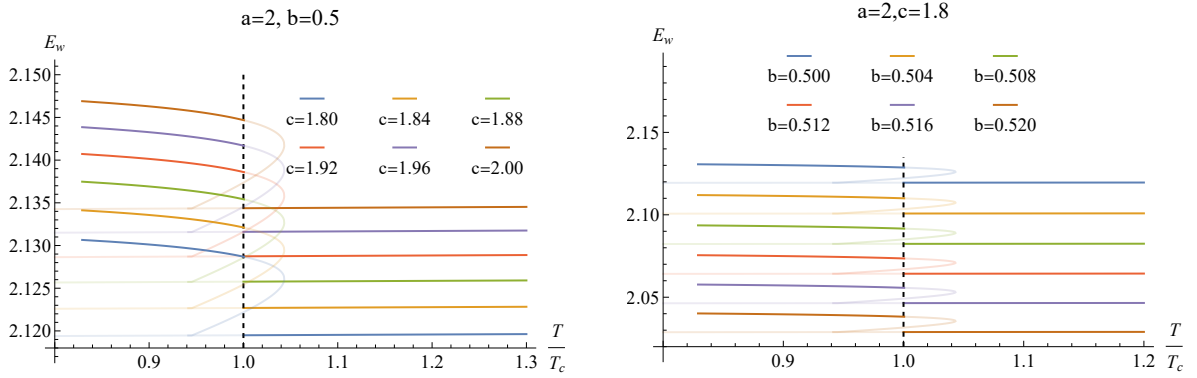 a=2, b=0.5
E_w
2.150
2.145
2.140
2.135
2.130
2.125
2.120
c=1.80 c=1.84 c=1.88
c=1.92 c=1.96 c=2.00
0.9 1.0 1.1 1.2 1.3
T
T_c
a=2,c=1.8
E_w
2.15
2.10
2.05
b=0.500 b=0.504 b=0.508
b=0.512 b=0.516 b=0.520
0.9 1.0 1.1 1.2
T
T_c